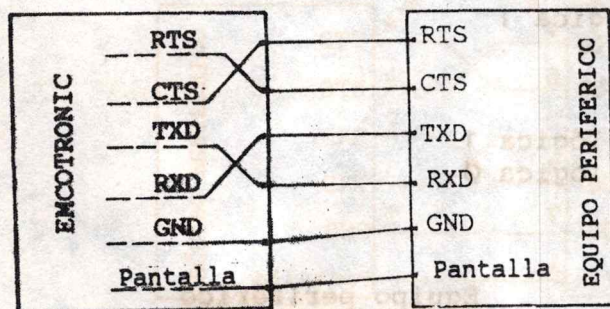 EMCOTRONIC
RTS
CTS
TXD
RXD
GND
Pantalla
RTS
CTS
TXD
RXD
GND
Pantalla
EQUIPO PERIFERICO